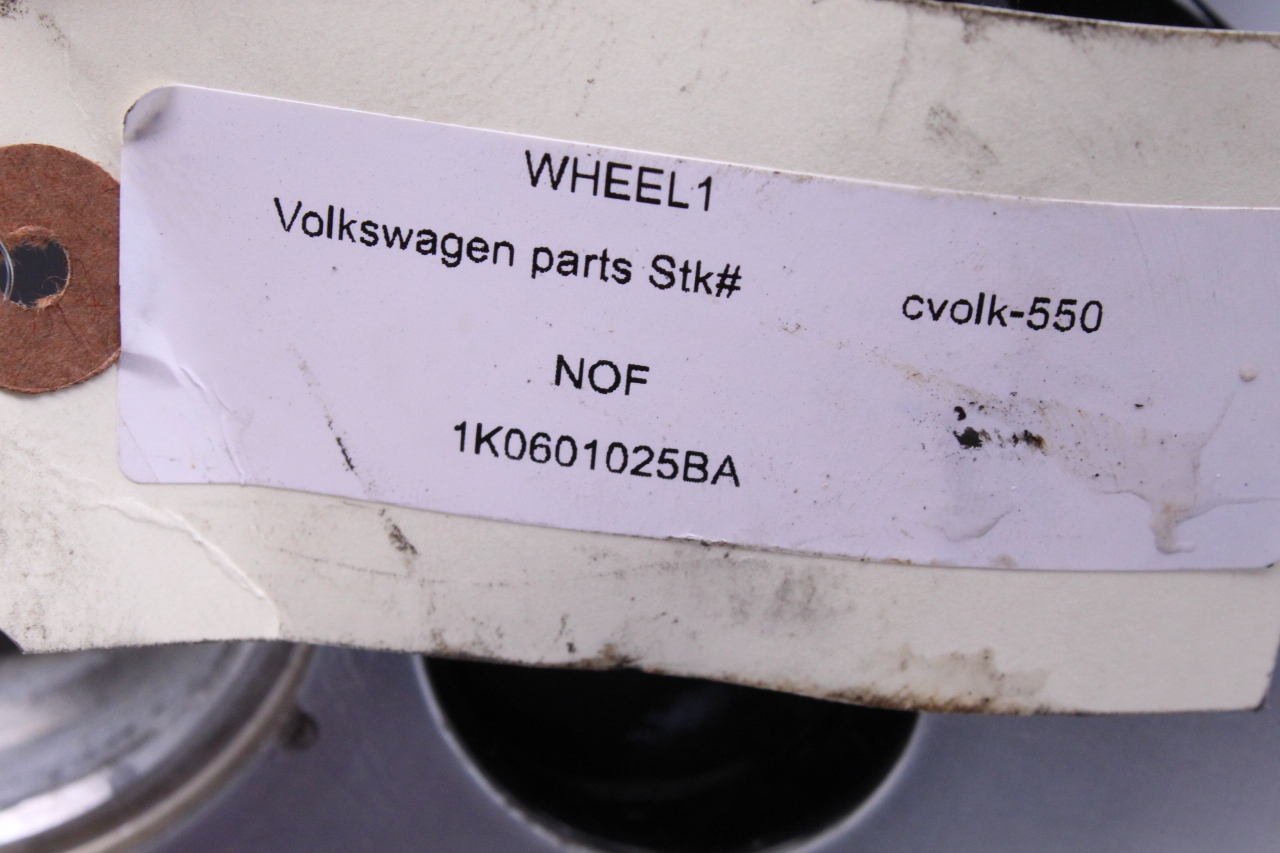 WHEEL1
Volkswagen parts Stk# cvolk-550
NOF
1K0601025BA